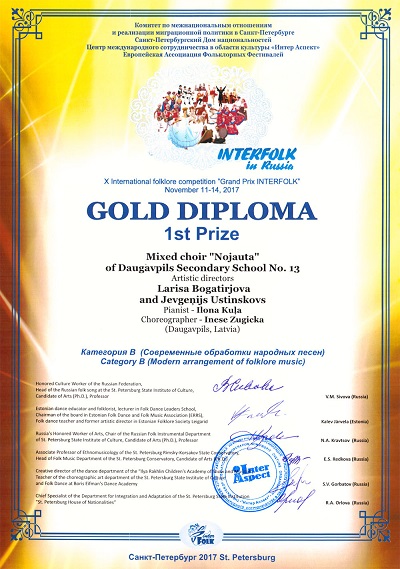 Комитет по межнациональным отношениям
и реализации миграционной политики в Санкт-Петербурге
Санкт-Петербургский Дом национальностей
Центр международного сотрудничества в области культуры «Интер Аспект»
Европейская Ассоциация Фольклорных Фестивалей
INTERFOLK
in Russia
X International folklore competition "Grand Prix INTERFOLK"
November 11-14, 2017
GOLD DIPLOMA
1st Prize
Mixed choir "Nojauta"
of Daugavpils Secondary School No. 13
Artistic directors
Larisa Bogatirjova
and Jevgeņijs Ustinskovs
Pianist - Ilona Kuļa
Choreographer - Inese Zugicka
(Daugavpils, Latvia)
Категория B (Современные обработки народных песен)
Category B (Modern arrangement of folklore music)
Honored Culture Worker of the Russian Federation,
Head of the Russian folk song at the St. Petersburg State Institute of Culture,
Candidate of Arts (Ph.D.), Professor
V.M. Sivova (Russia)
Estonian dance educator and folklorist, lecturer in Folk Dance Leaders School,
Chairman of the board in Estonian Folk Dance and Folk Music Association (ERRS),
Folk dance teacher and former artistic director in Estonian Folklore Society Leegard
Kalev Järvela (Estonia)
Russia's Honored Worker of Arts, Chair of the Russian Folk Instrumental Department
of St. Petersburg State Institute of Culture, Candidate of Arts (Ph.D.), Professor
N.A. Kravtsov (Russia)
Associate Professor of Ethnomusicology of the St. Petersburg Rimsky-Korsakov State Conservatory,
Head of Folk Music Department of the St. Petersburg Conservatory, Candidate of Arts (Ph.D.)
E.S. Redkova (Russia)
Creative director of the dance department of the "Ilya Rakhlin Children's Academy of
Teacher of the choreographic art department of the St. Petersburg State Institute of
and Folk Dance at Boris Eifman's Dance Academy
S.V. Gorbatov (Russia)
Chief Specialist of the Department for Integration and Adaptation of the St. Petersburg State Institution
"St. Petersburg House of Nationalities"
R.A. Orlova (Russia)
Inter
Aspect
Inter
FOLK
Санкт-Петербург 2017 St. Petersburg